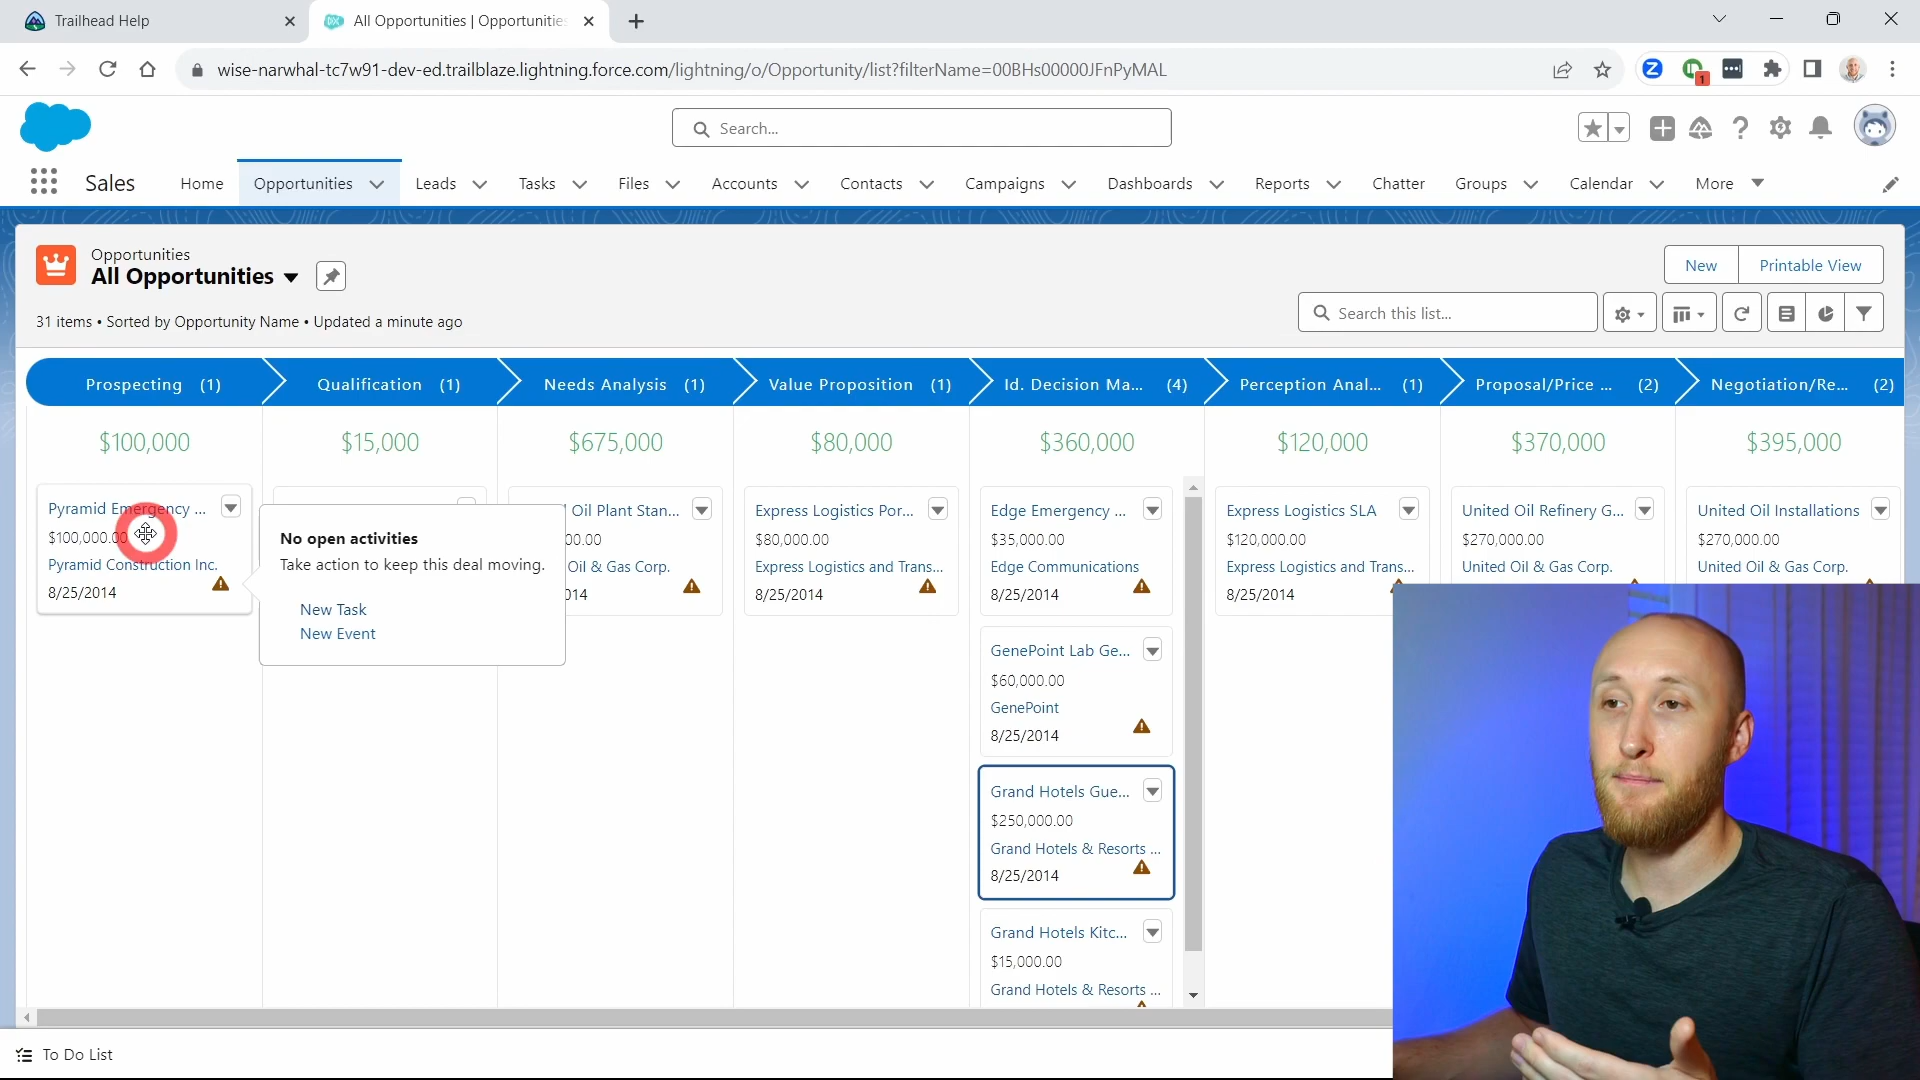 Trailhead Help
All Opportunities | Opportunities
wise-narwhal-tc7w91-dev-ed.trailblaze.lightning.force.com/lightning/o/Opportunity/list?filterName=00BHs00000JFnPyMAL
1
Search...
Sales
Home
Opportunities
Leads
Tasks
Files
Accounts
Contacts
Campaigns
Dashboards
Reports
Chatter
Groups
Calendar
More
Opportunities
All Opportunities
New
Printable View
31 items • Sorted by Opportunity Name • Updated a minute ago
Search this list...
Prospecting (1)
Qualification (1)
Needs Analysis (1)
Value Proposition (1)
Id. Decision Ma... (4)
Perception Anal... (1)
Proposal/Price ... (2)
Negotiation/Re... (2)
$100,000
$15,000
$675,000
$80,000
$360,000
$120,000
$370,000
$395,000
Pyramid Emergency ...
$100,000.00
Pyramid Construction Inc.
8/25/2014
No open activities
Take action to keep this deal moving.
New Task
New Event
Oil Plant Stan...
00.00
Oil & Gas Corp.
014
Express Logistics Por...
$80,000.00
Express Logistics and Trans...
8/25/2014
Edge Emergency ...
$35,000.00
Edge Communications
8/25/2014
GenePoint Lab Ge...
$60,000.00
GenePoint
8/25/2014
Grand Hotels Gue...
$250,000.00
Grand Hotels & Resorts ...
8/25/2014
Grand Hotels Kitc...
$15,000.00
Grand Hotels & Resorts ...
Express Logistics SLA
$120,000.00
Express Logistics and Trans...
8/25/2014
United Oil Refinery G...
$270,000.00
United Oil & Gas Corp.
United Oil Installations
$270,000.00
United Oil & Gas Corp.
To Do List